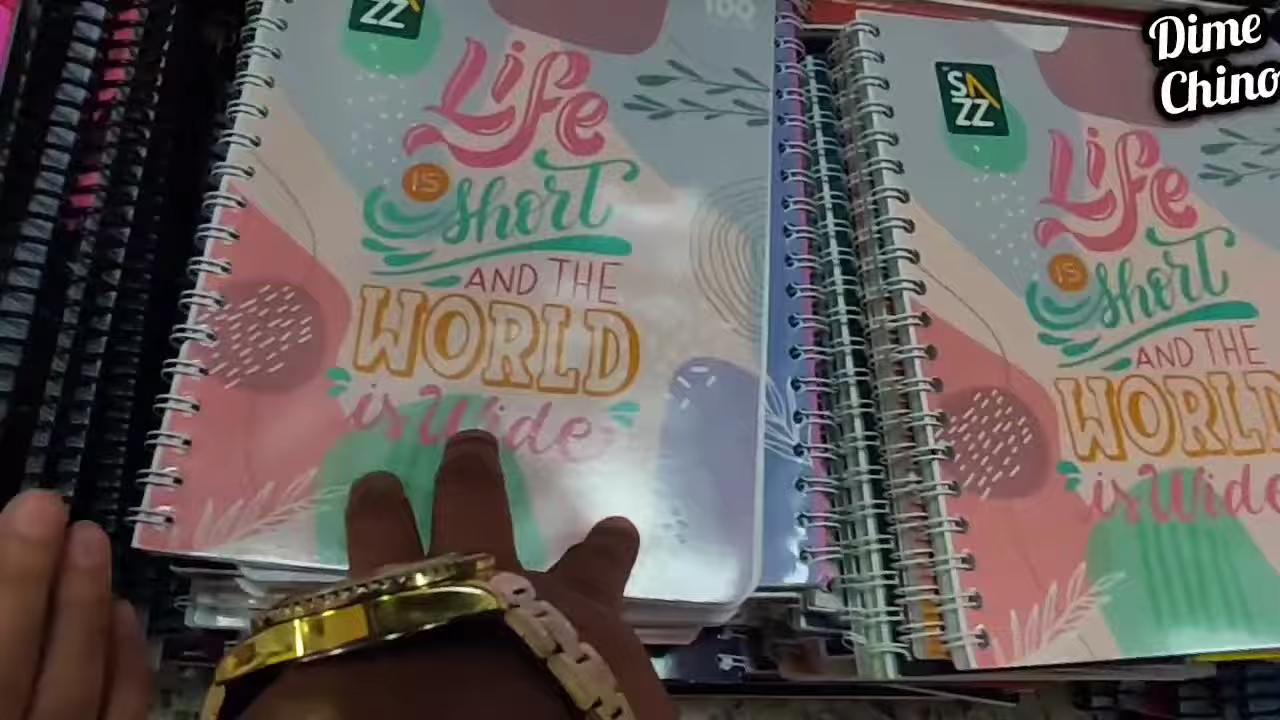 SAZZ
100
Life
is
short
AND THE
WORLD
is Wide
SAZZ
Life
is
short
AND THE
WORLD
is Wide
Dime
Chino